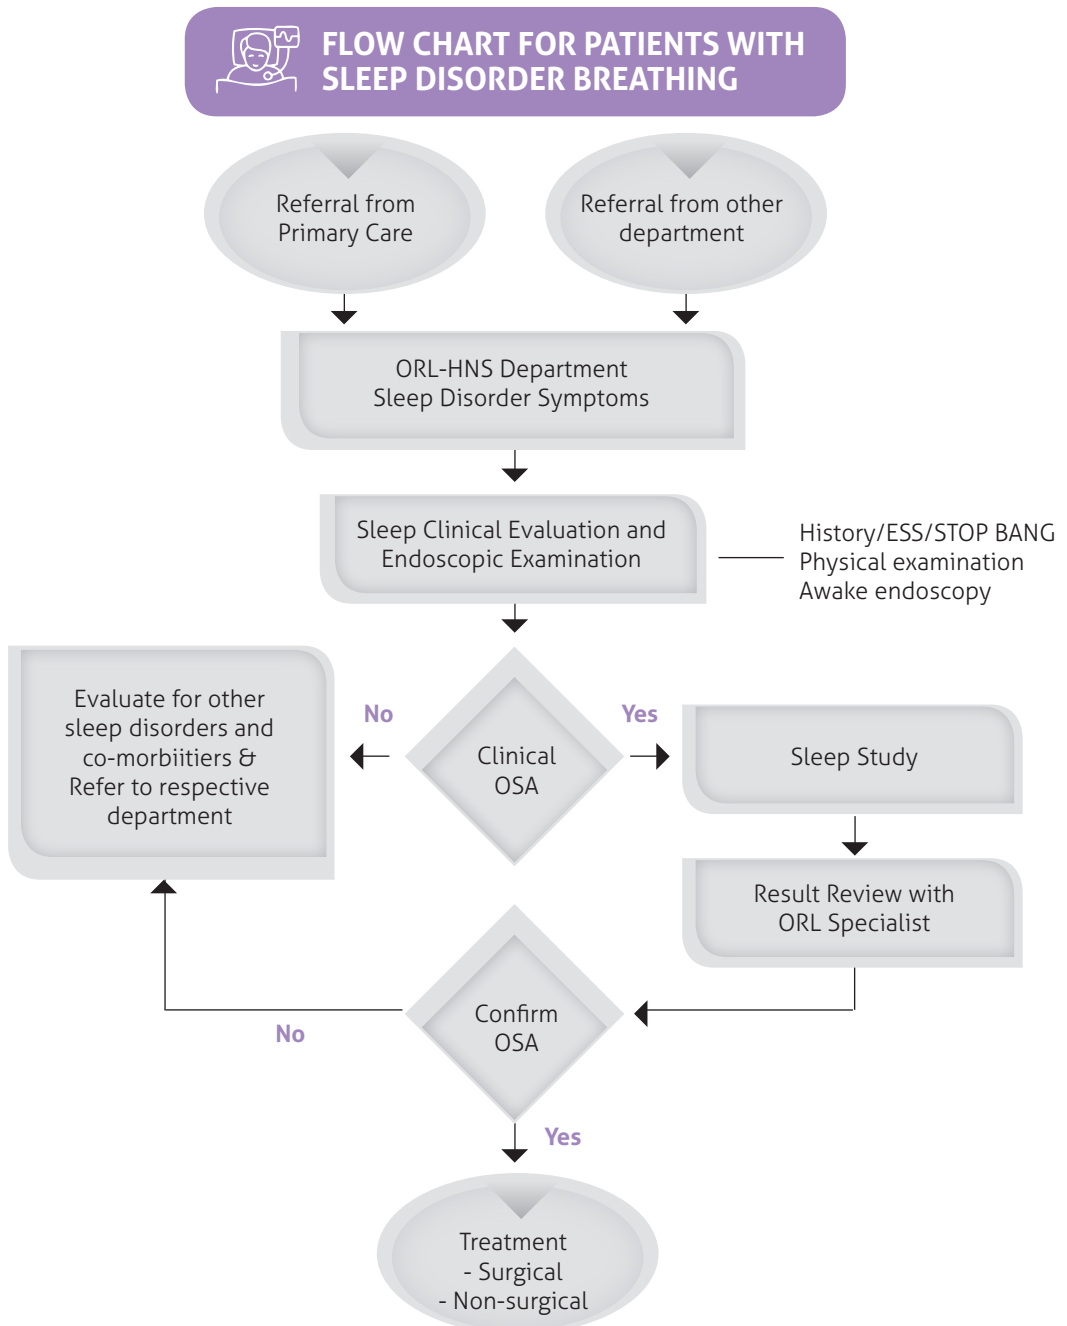 FLOW CHART FOR PATIENTS WITH
SLEEP DISORDER BREATHING
Referral from
Primary Care
Referral from other
department
ORL-HNS Department
Sleep Disorder Symptoms
Sleep Clinical Evaluation and
Endoscopic Examination
History/ESS/STOP BANG
Physical examination
Awake endoscopy
Evaluate for other
sleep disorders and
co-morbiitiers &
Refer to respective
department
No
Clinical
OSA
Yes
Sleep Study
Result Review with
ORL Specialist
Confirm
OSA
No
Yes
Treatment
- Surgical
- Non-surgical